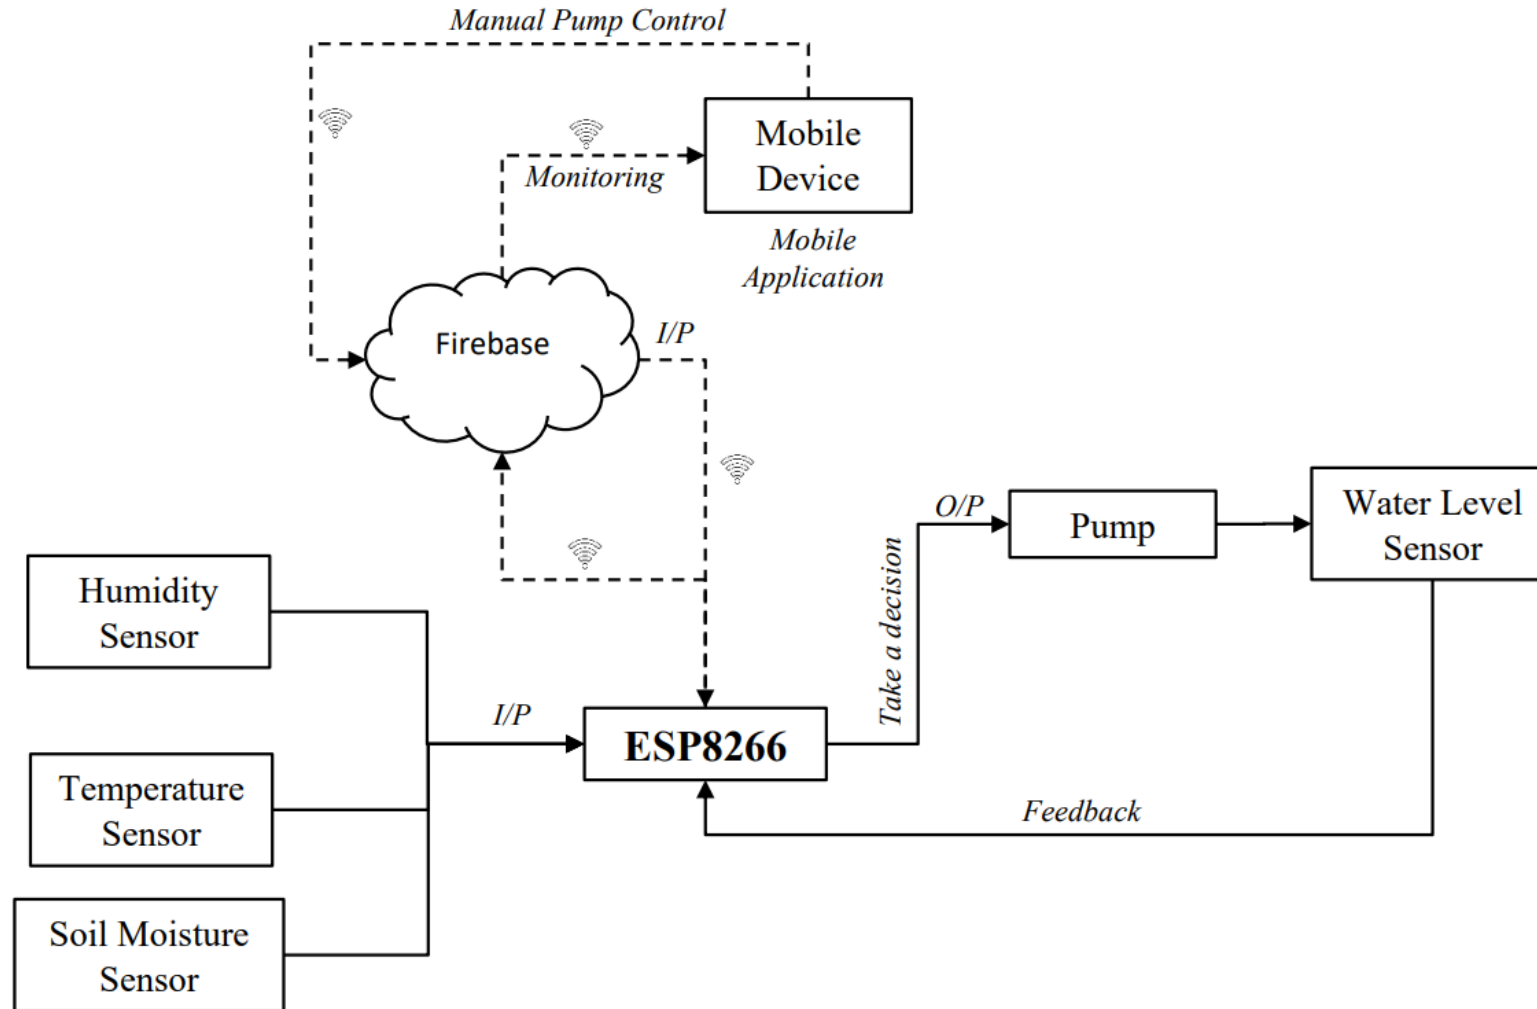 Manual Pump Control
Mobile
Device
Monitoring
Mobile
Application
Firebase
I/P
O/P
Pump
Water Level
Sensor
Take a decision
Humidity
Sensor
I/P
ESP8266
Temperature
Sensor
Feedback
Soil Moisture
Sensor